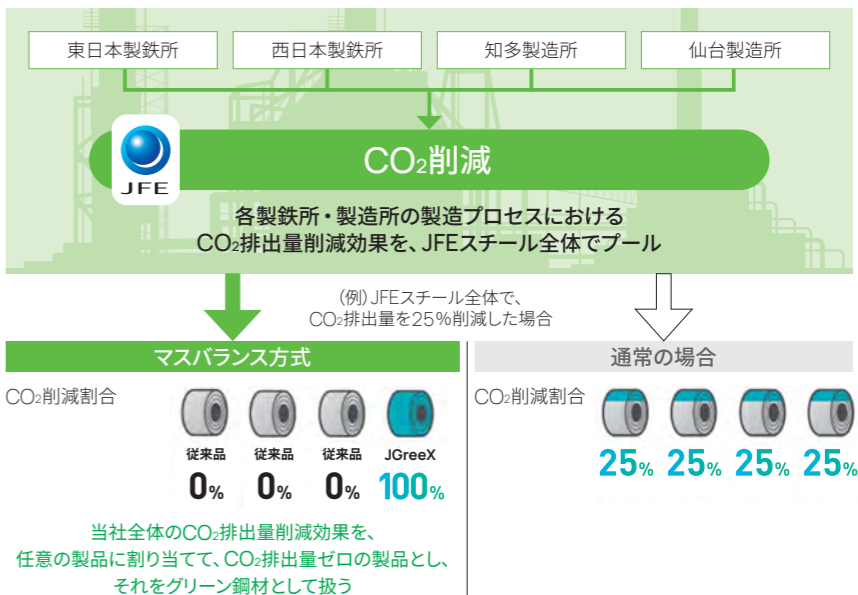 東日本製鉄所
西日本製鉄所
知多製造所
仙台製造所
JFE
CO₂削減
各製鉄所・製造所の製造プロセスにおける
CO₂排出量削減効果を、JFEスチール全体でプール
(例)JFEスチール全体で、
CO₂排出量を25%削減した場合
マスバランス方式
CO₂削減割合
従来品 従来品 従来品 JGreeX
0% 0% 0% 100%
当社全体のCO₂排出量削減効果を、
任意の製品に割り当てて、CO₂排出量ゼロの製品とし、
それをグリーン鋼材として扱う
通常の場合
CO₂削減割合
25% 25% 25% 25%